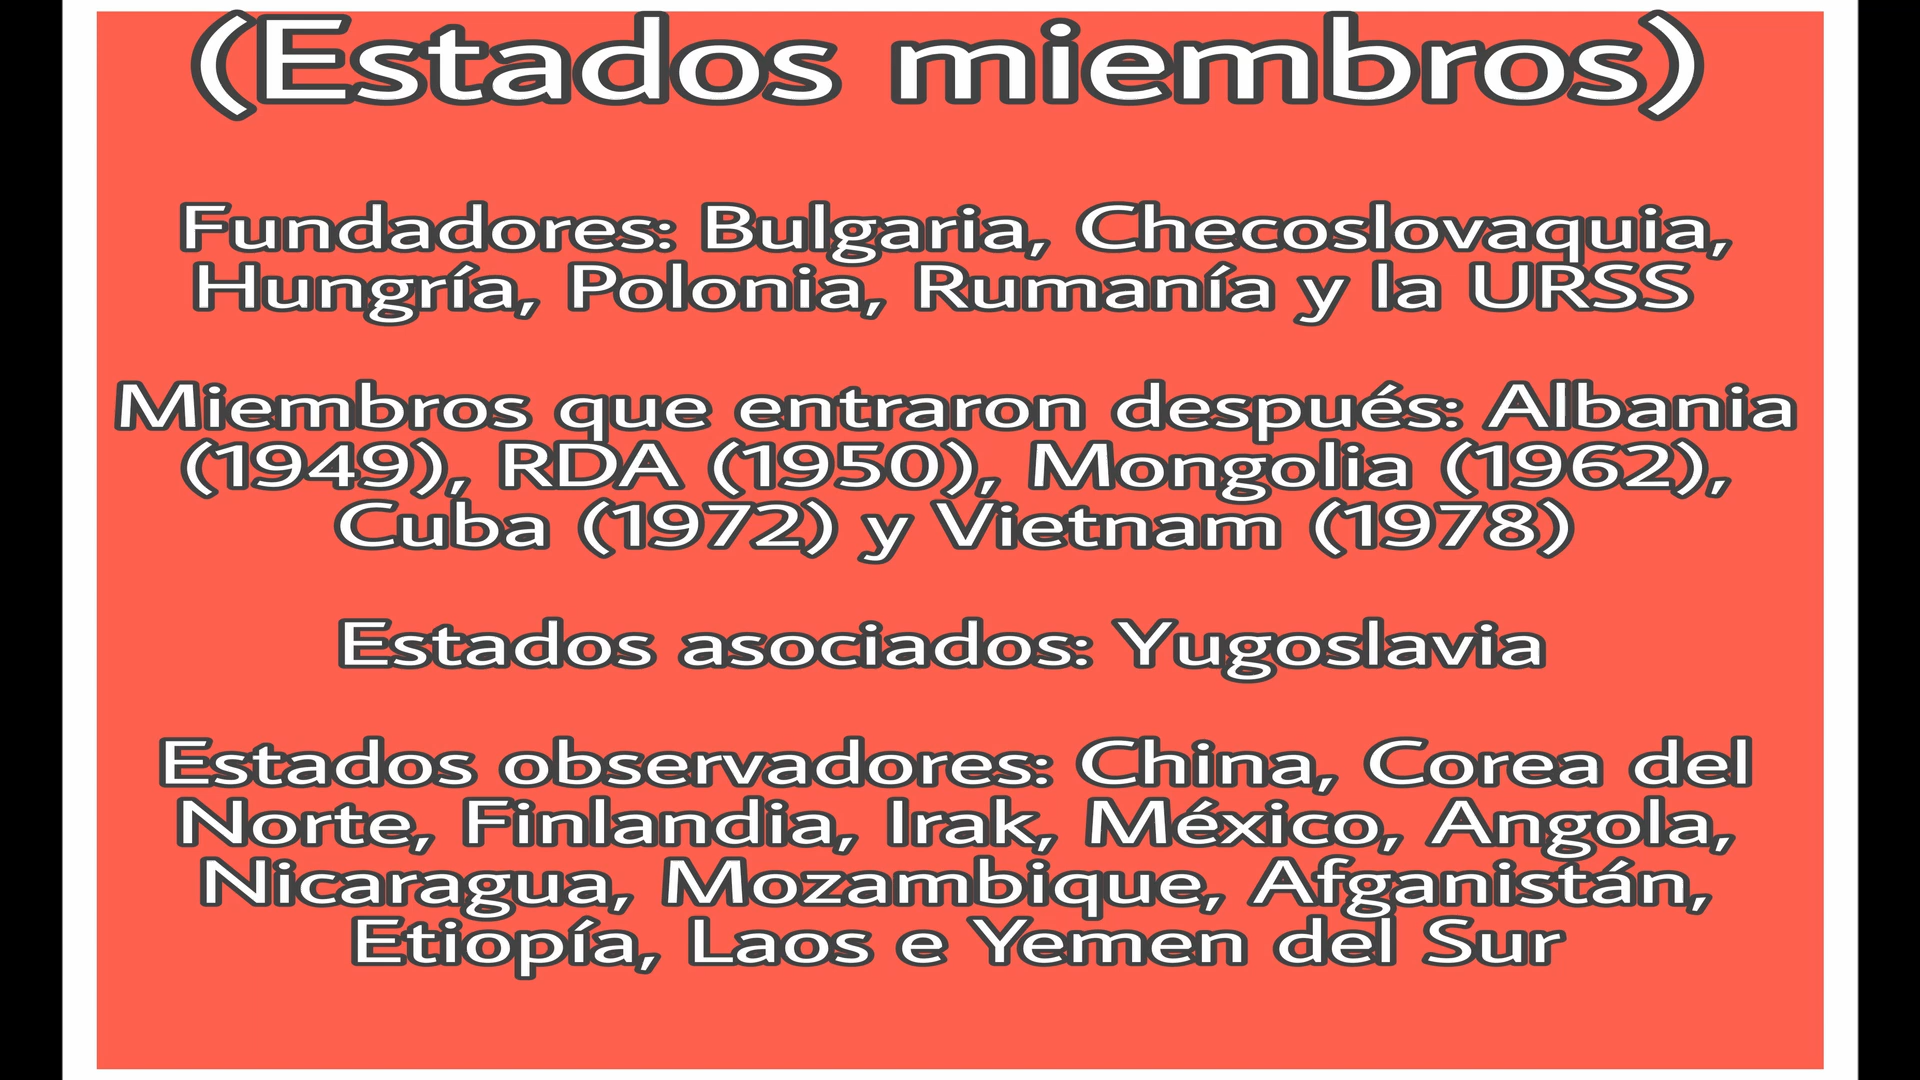 (Estados miembros)
Fundadores: Bulgaria, Checoslovaquia,
Hungría, Polonia, Rumanía y la URSS
Miembros que entraron después: Albania
(1949), RDA (1950), Mongolia (1962),
Cuba (1972) y Vietnam (1978)
Estados asociados: Yugoslavia
Estados observadores: China, Corea del
Norte, Finlandia, Irak, México, Angola,
Nicaragua, Mozambique, Afganistán,
Etiopía, Laos e Yemen del Sur